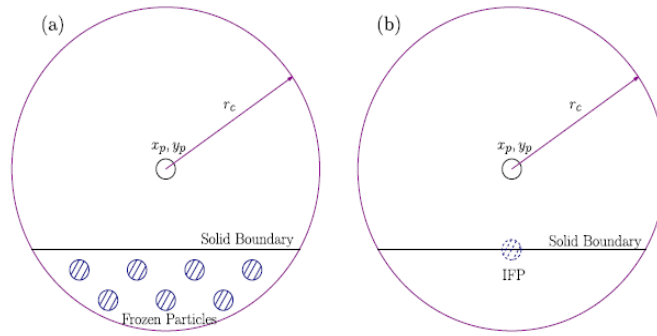 (a)
r_c
x_p, y_p
Solid Boundary
Frozen Particles
(b)
r_c
x_p, y_p
Solid Boundary
IFP